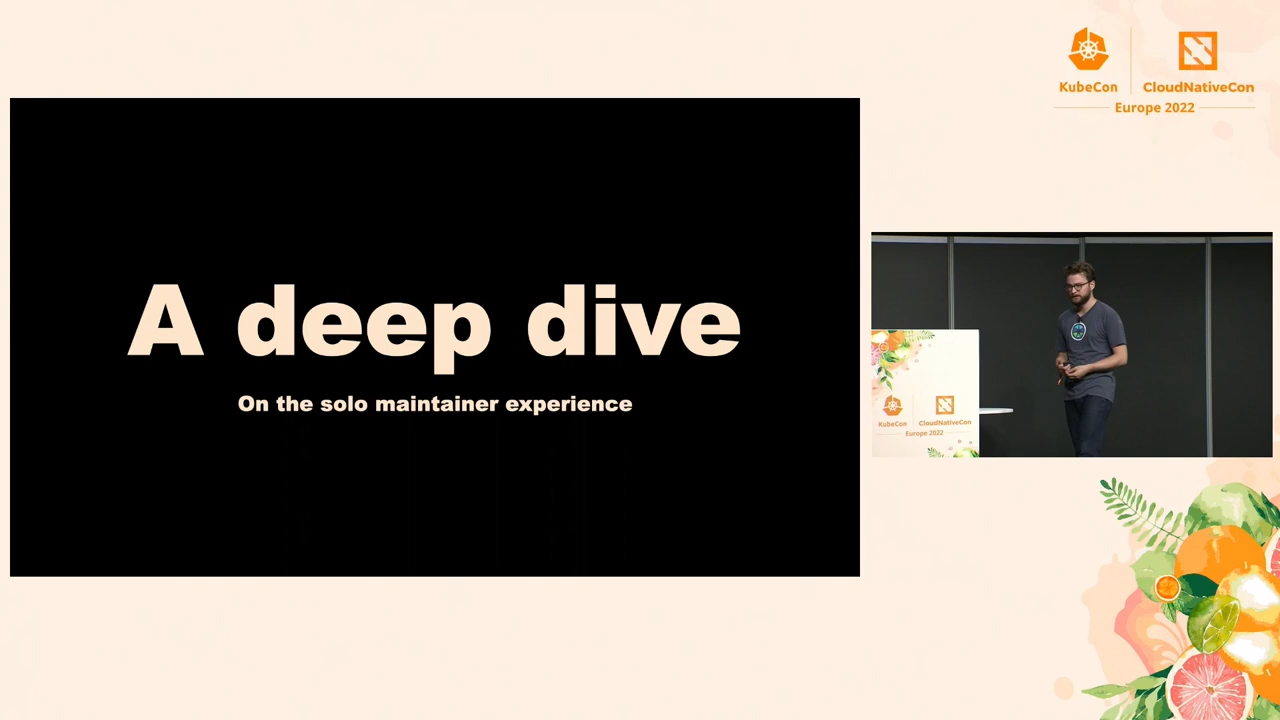 KubeCon
CloudNativeCon
Europe 2022
A deep dive
On the solo maintainer experience
KubeCon
CloudNativeCon
Europe 2022